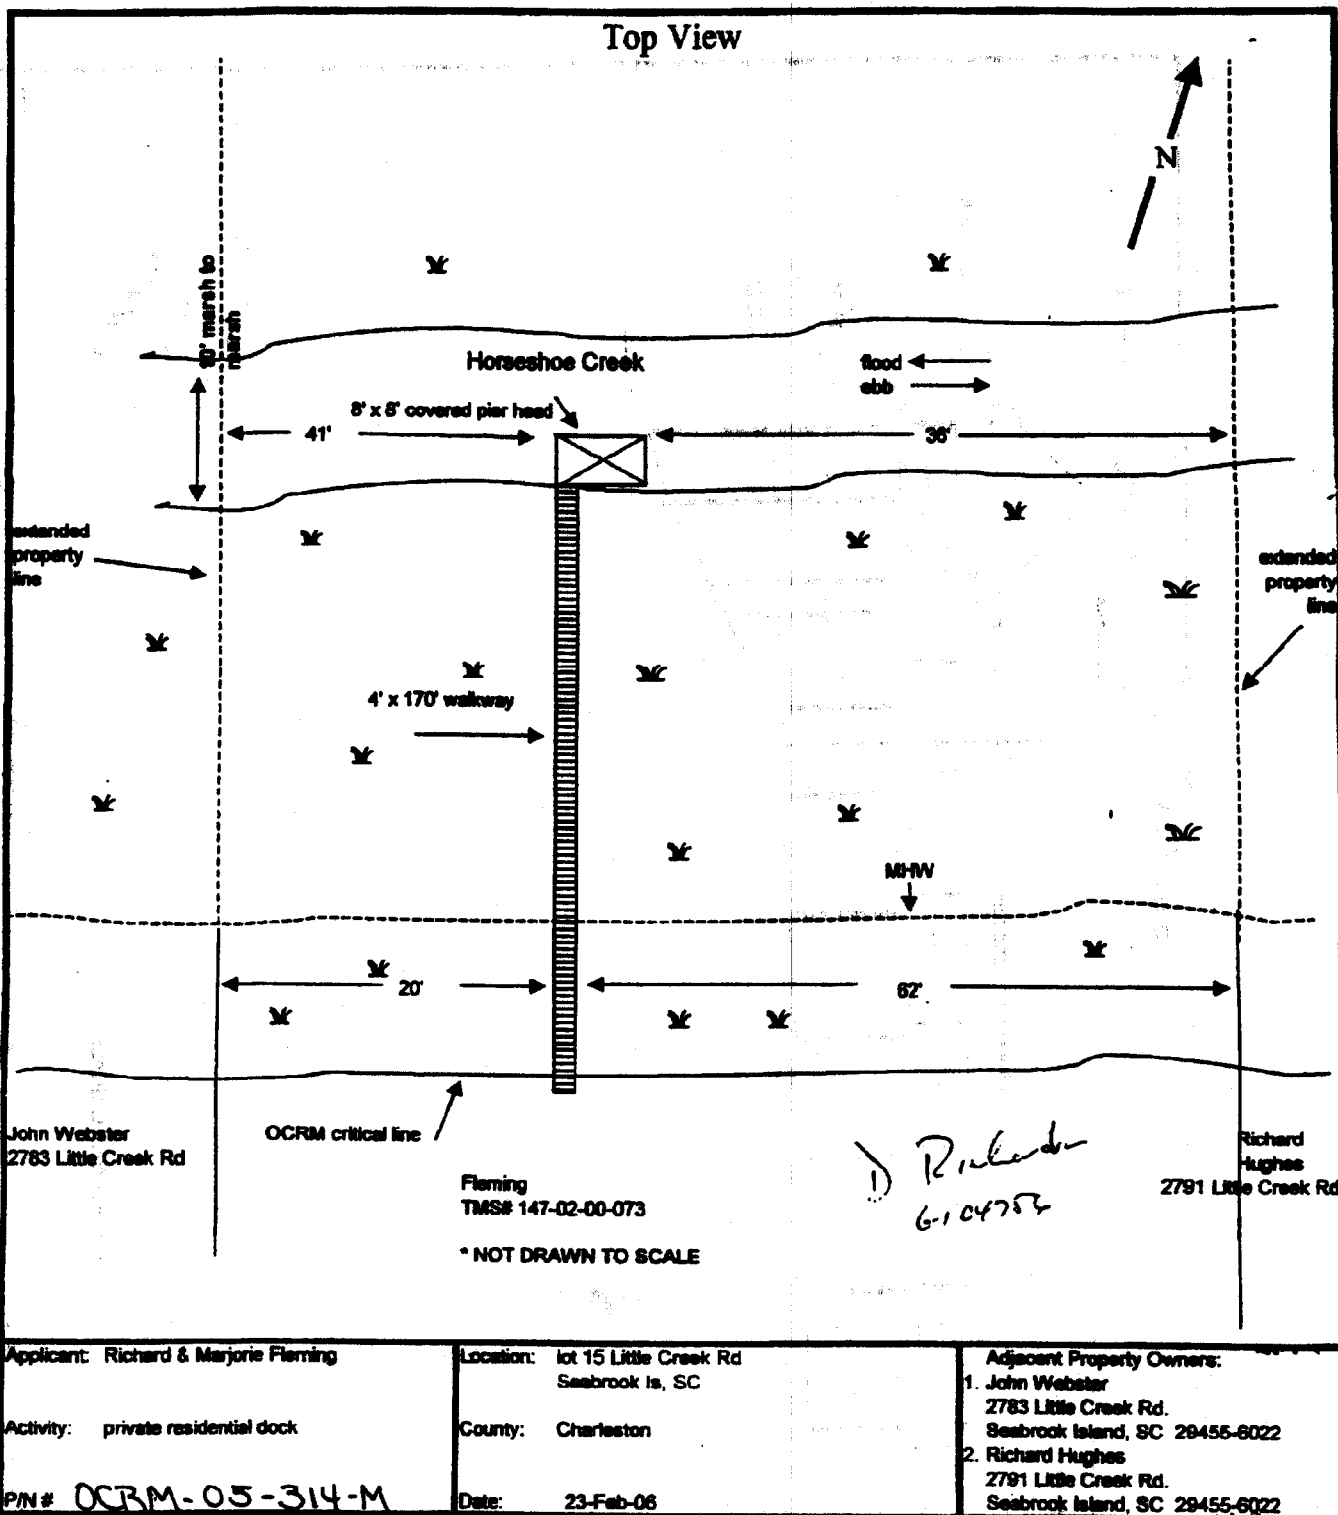 Top View
N
90' marsh to
marsh
Horseshoe Creek
flood
ebb
8' x 8' covered pier head
41'
36'
extended
property
line
extended
property
line
4' x 170' walkway
MHW
20'
62'
John Webster
2783 Little Creek Rd
OCRM critical line
Fleming
TMS# 147-02-00-073
* NOT DRAWN TO SCALE
Richard
Hughes
2791 Little Creek Rd
Applicant: Richard & Marjorie Fleming
Activity: private residential dock
P/N # OCRM-05-314-M
Location: lot 15 Little Creek Rd
Seabrook Is, SC
County: Charleston
Date: 23-Feb-06
Adjacent Property Owners:
1. John Webster
2783 Little Creek Rd.
Seabrook Island, SC 29455-6022
2. Richard Hughes
2791 Little Creek Rd.
Seabrook Island, SC 29455-6022